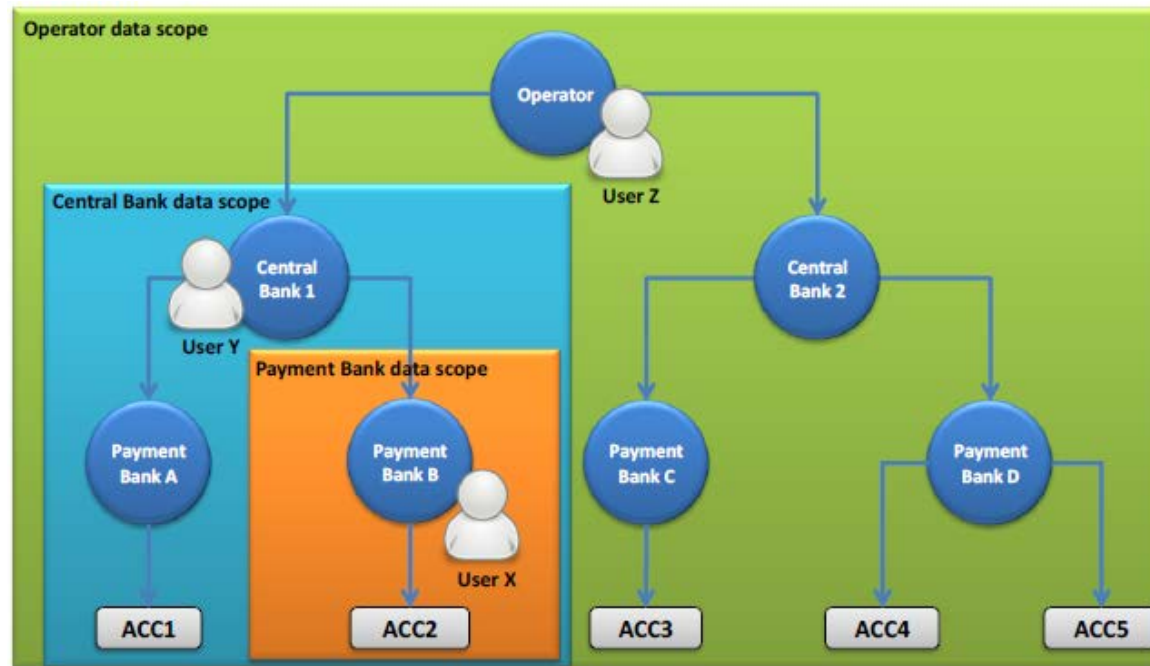 Operator data scope
Operator
User Z
Central Bank data scope
Central
Bank 1
User Y
Central
Bank 2
Payment Bank data scope
Payment
Bank A
Payment
Bank B
User X
Payment
Bank C
Payment
Bank D
ACC1
ACC2
ACC3
ACC4
ACC5